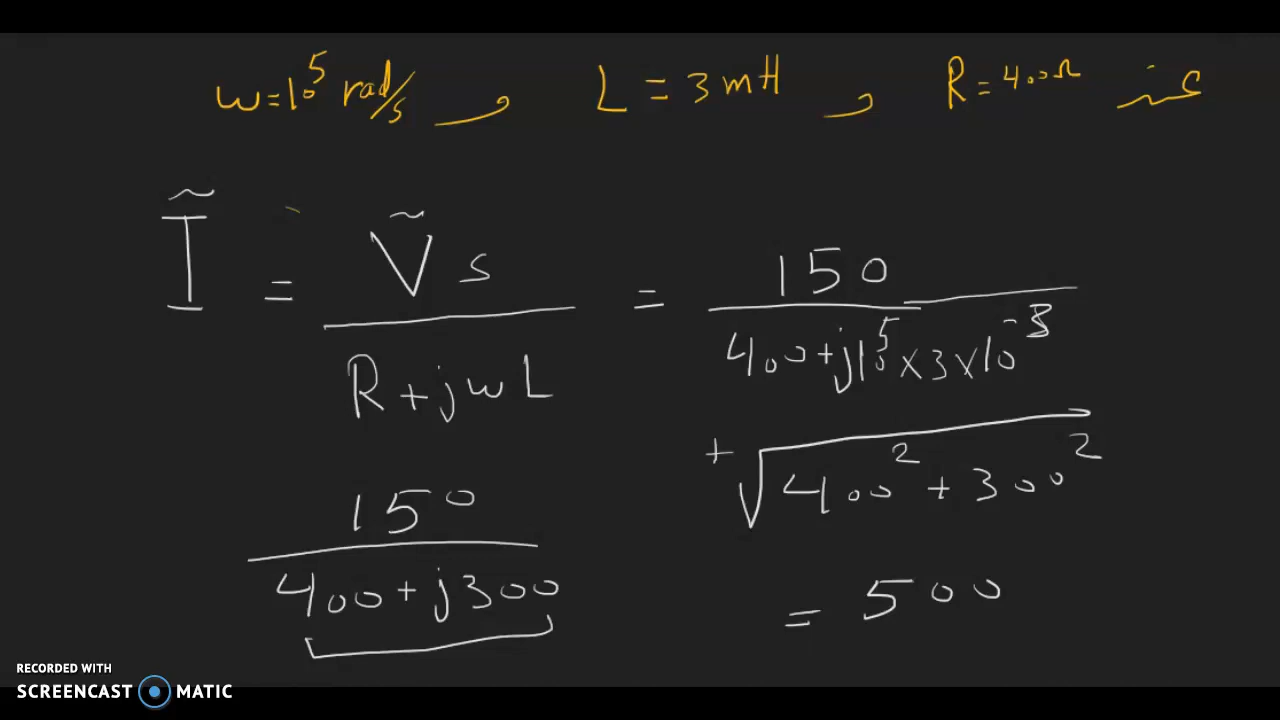 عند R = 400Ω و L = 3 mH و ω = 10⁵ rad/s
Ĩ = Ṽs / (R + jωL) = 150 / (400 + j10⁵ × 3 × 10⁻³)
+√(400² + 300²)
= 500
150 / (400 + j300)
RECORDED WITH
SCREENCAST MATIC